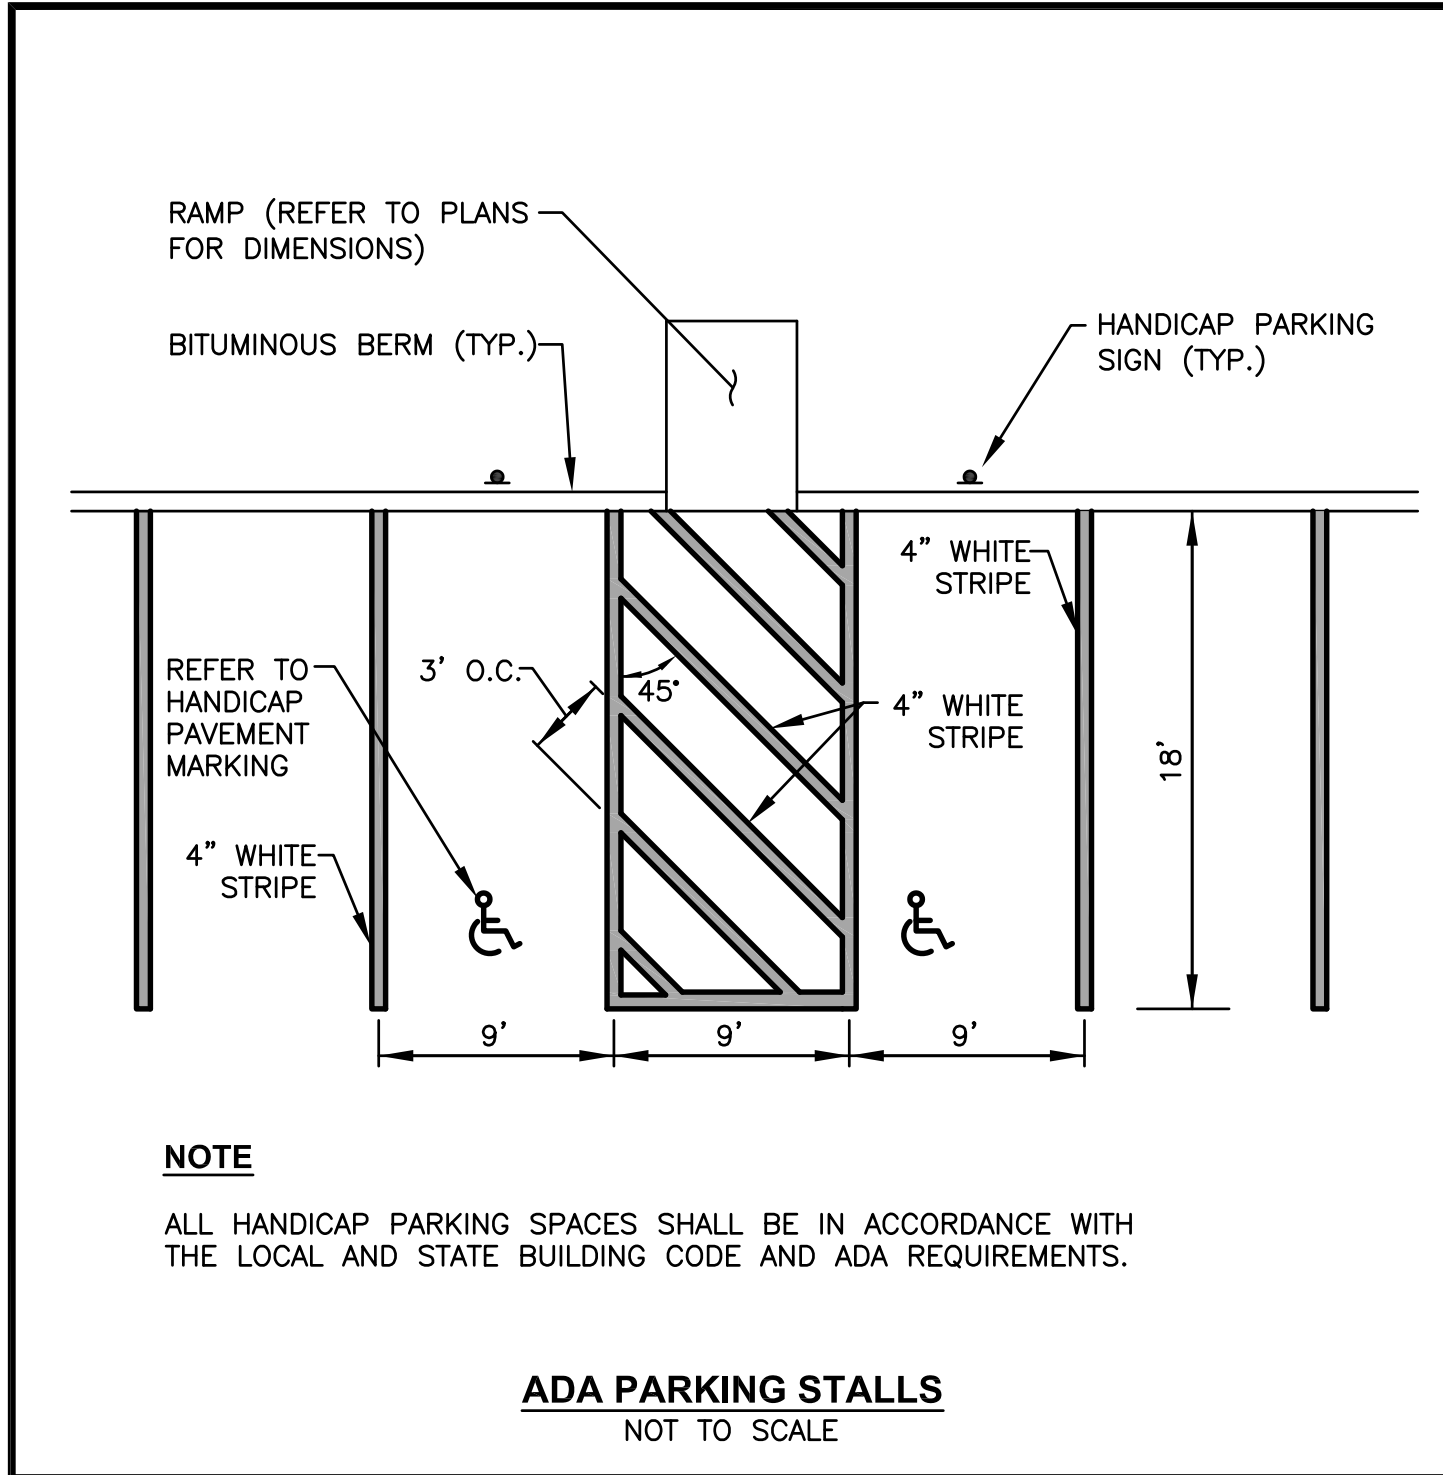 RAMP (REFER TO PLANS
FOR DIMENSIONS)
BITUMINOUS BERM (TYP.)
HANDICAP PARKING
SIGN (TYP.)
4” WHITE
STRIPE
REFER TO
HANDICAP
PAVEMENT
MARKING
3’ O.C.
45°
4” WHITE
STRIPE
18’
4” WHITE
STRIPE
9’
9’
9’
NOTE
ALL HANDICAP PARKING SPACES SHALL BE IN ACCORDANCE WITH
THE LOCAL AND STATE BUILDING CODE AND ADA REQUIREMENTS.
ADA PARKING STALLS
NOT TO SCALE